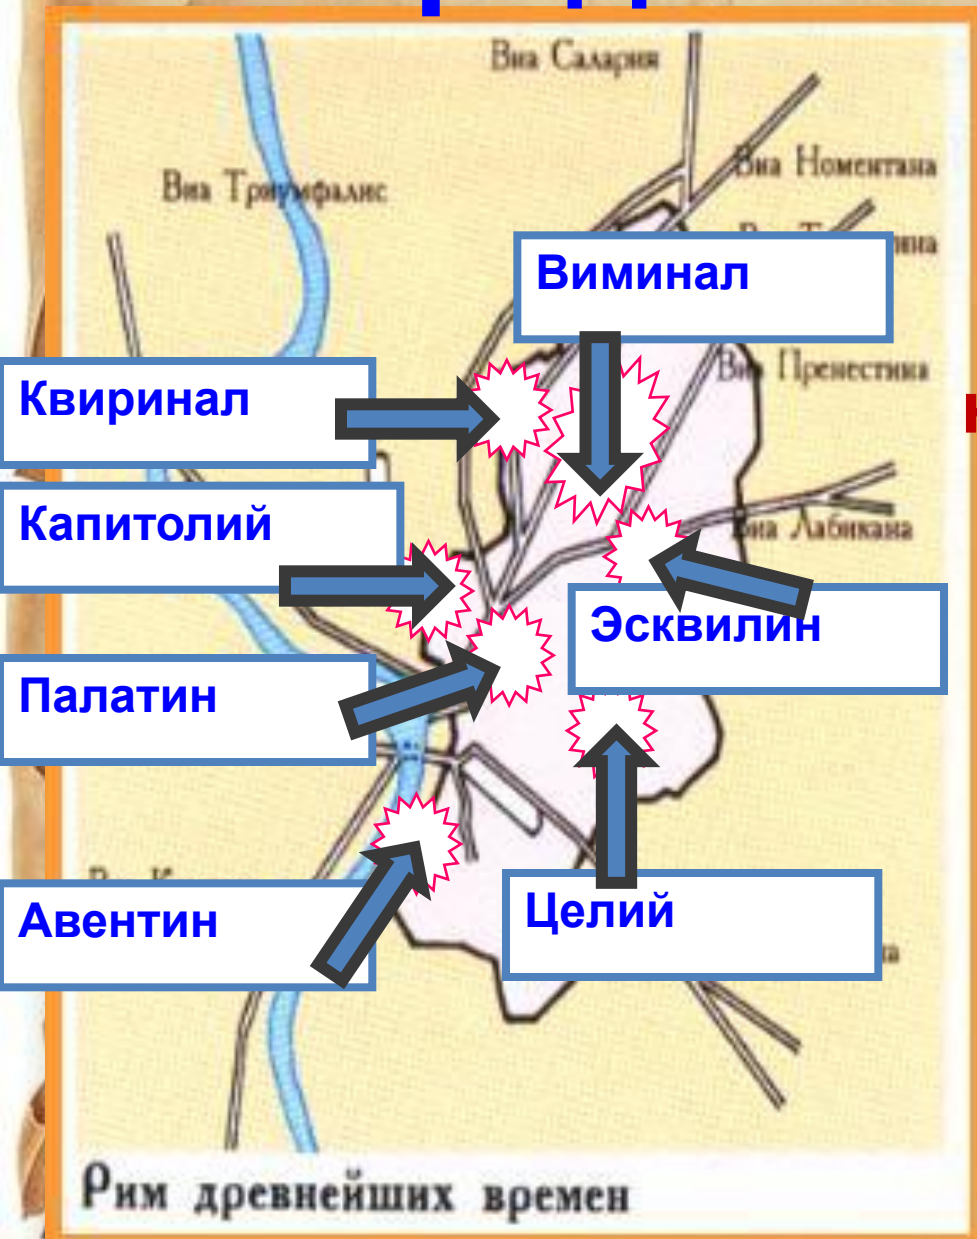 Виа Салария
Виа Номентана
Виа Триумфалис
Виминал
Виа Пренестина
Квиринал
Капитолий
Виа Лабикана
Эсквилин
Палатин
Авентин
Целий
Рим древнейших времен